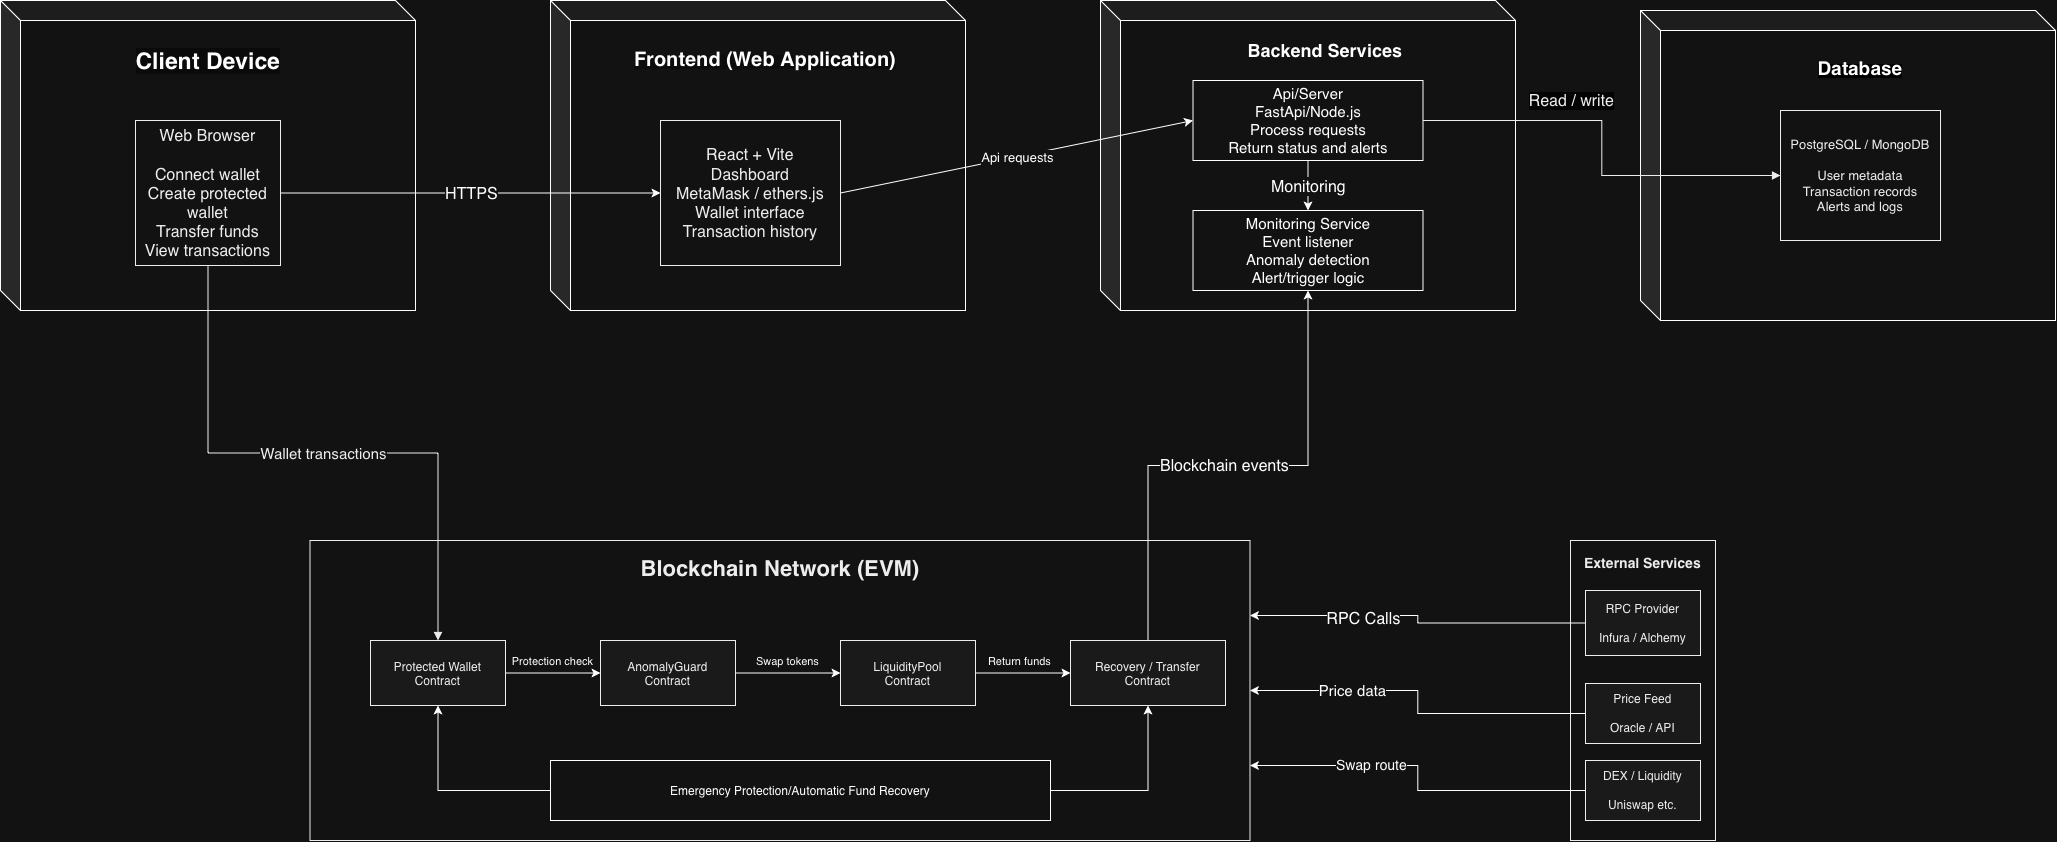 Client Device
Web Browser
Connect wallet
Create protected
wallet
Transfer funds
View transactions
HTTPS
Frontend (Web Application)
React + Vite
Dashboard
MetaMask / ethers.js
Wallet interface
Transaction history
Api requests
Backend Services
Api/Server
FastApi/Node.js
Process requests
Return status and alerts
Monitoring
Monitoring Service
Event listener
Anomaly detection
Alert/trigger logic
Read / write
Database
PostgreSQL / MongoDB
User metadata
Transaction records
Alerts and logs
Wallet transactions
Blockchain events
Blockchain Network (EVM)
Protected Wallet
Contract
Protection check
AnomalyGuard
Contract
Swap tokens
LiquidityPool
Contract
Return funds
Recovery / Transfer
Contract
Emergency Protection/Automatic Fund Recovery
RPC Calls
Price data
Swap route
External Services
RPC Provider
Infura / Alchemy
Price Feed
Oracle / API
DEX / Liquidity
Uniswap etc.